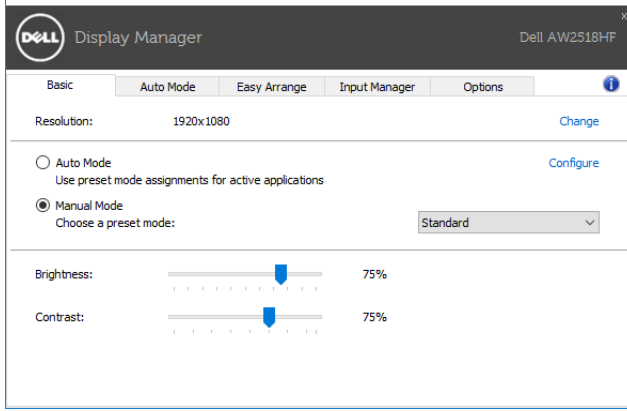 x
DELL Display Manager Dell AW2518HF
Basic Auto Mode Easy Arrange Input Manager Options i
Resolution: 1920x1080 Change
Auto Mode Configure
Use preset mode assignments for active applications
Manual Mode
Choose a preset mode: Standard
Brightness: 75%
Contrast: 75%